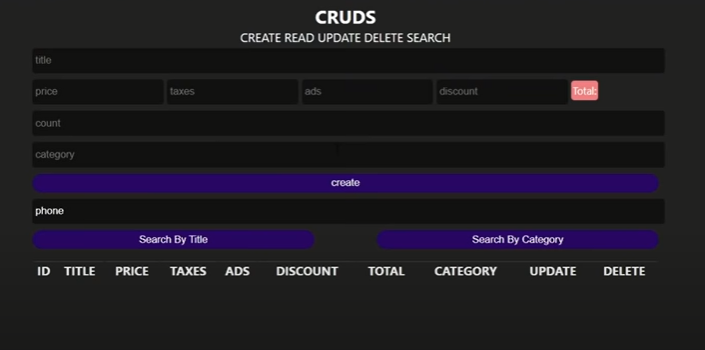 CRUDS
CREATE READ UPDATE DELETE SEARCH
title
price taxes ads discount Total:
count
category
create
phone
Search By Title Search By Category
ID TITLE PRICE TAXES ADS DISCOUNT TOTAL CATEGORY UPDATE DELETE